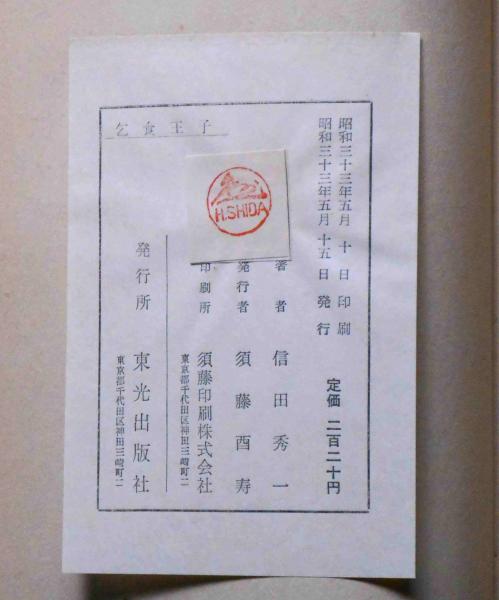 昭和三十三年五月 十 日 印刷
昭和三十三年五月 十五 日 発行
定価 二百二十円
著者 信田秀一
発行者 須藤酉寿
印刷所 須藤印刷株式会社
東京都千代田区神田三崎町二
発行所 東光出版社
東京都千代田区神田三崎町二
乞食王子
H.SHIDA